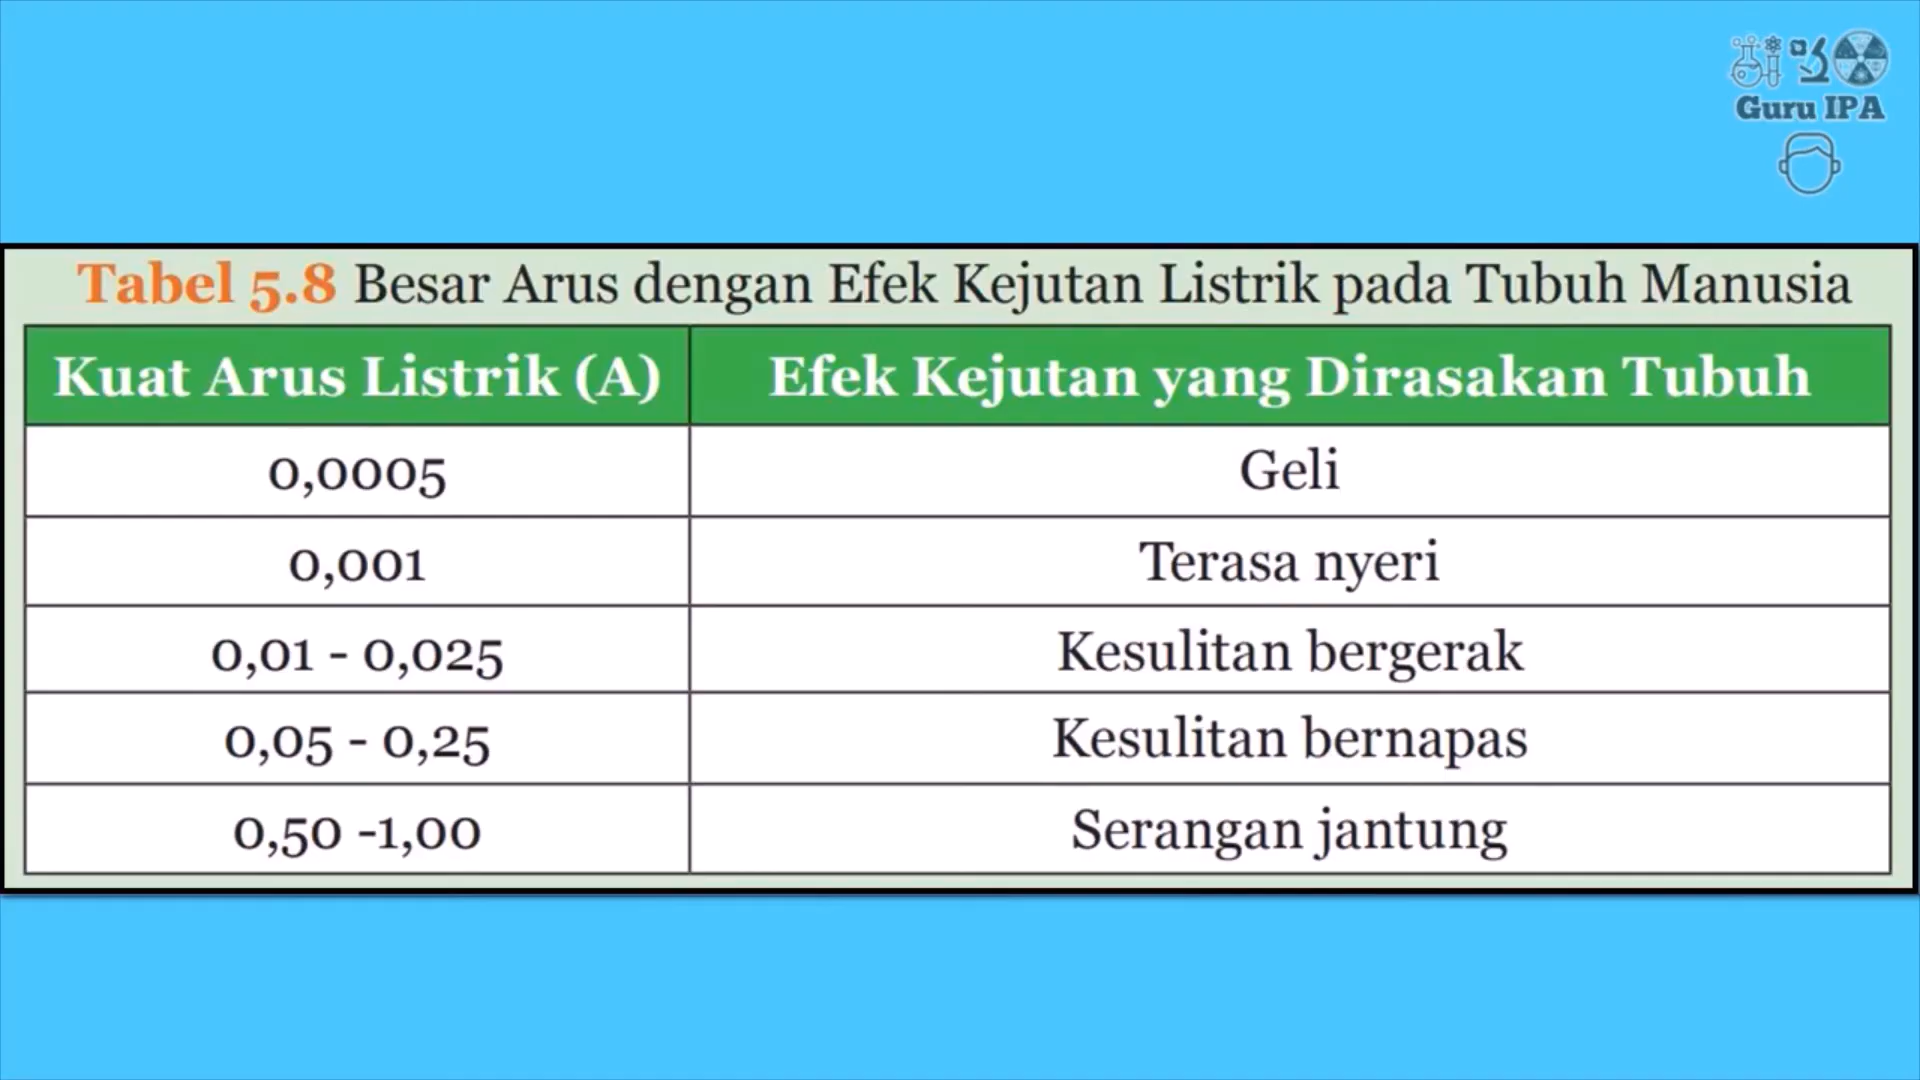 Guru IPA
Tabel 5.8 Besar Arus dengan Efek Kejutan Listrik pada Tubuh Manusia
Kuat Arus Listrik (A) Efek Kejutan yang Dirasakan Tubuh
0,0005 Geli
0,001 Terasa nyeri
0,01 - 0,025 Kesulitan bergerak
0,05 - 0,25 Kesulitan bernapas
0,50 -1,00 Serangan jantung